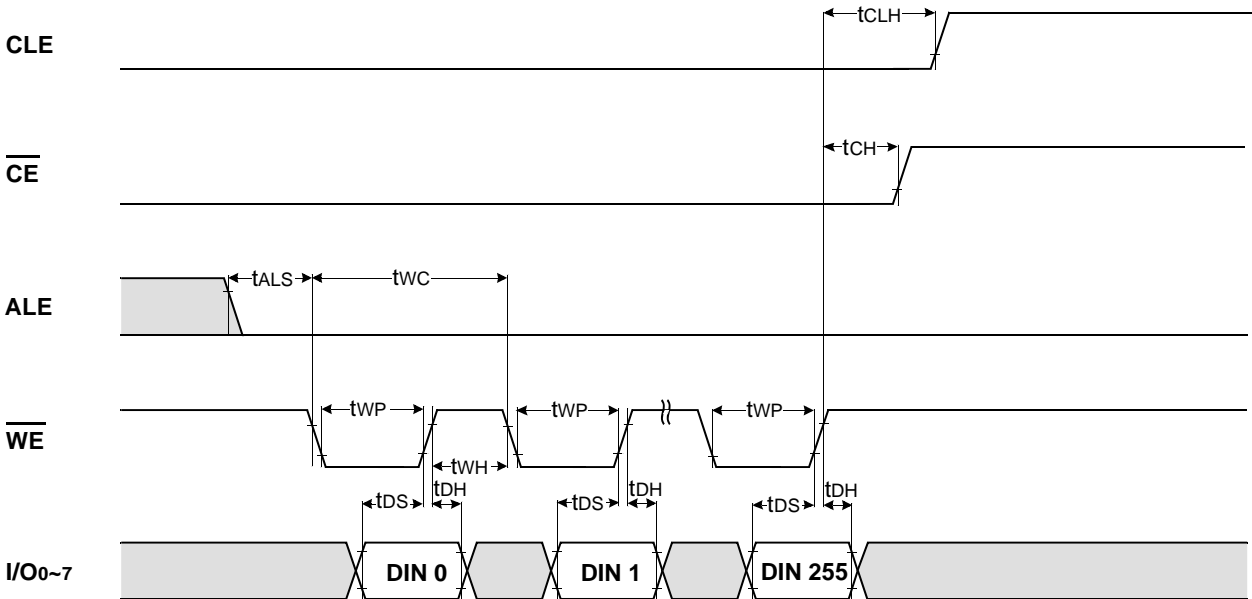 CLE
tCLH
CE
tCH
ALE
tALS
tWC
WE
tWP
tWP
tWP
tWH
tDS
tDH
tDS
tDH
tDS
tDH
I/O0~7
DIN 0
DIN 1
DIN 255